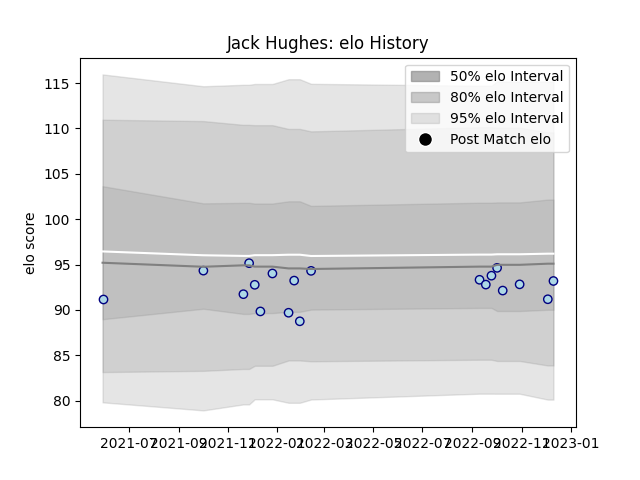 Jack Hughes: elo History
50% elo Interval
80% elo Interval
95% elo Interval
Post Match elo
elo score
115
110
105
100
95
90
85
80
2021-07 2021-09 2021-11 2022-01 2022-03 2022-05 2022-07 2022-09 2022-11 2023-01